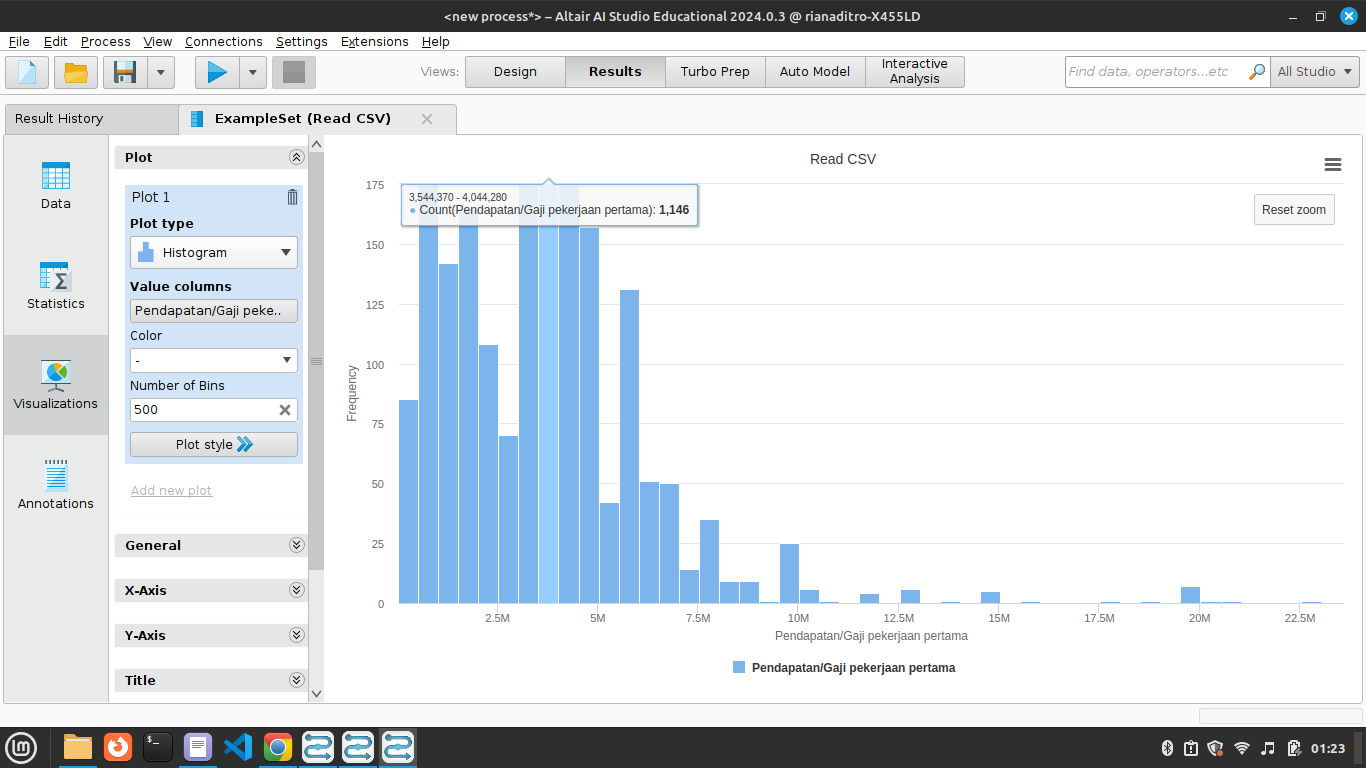 <new process*> – Altair AI Studio Educational 2024.0.3 @ rianaditro-X455LD
File Edit Process View Connections Settings Extensions Help
Views: Design Results Turbo Prep Auto Model Interactive Analysis
Find data, operators...etc All Studio
Result History ExampleSet (Read CSV)
Data
Statistics
Visualizations
Annotations
Plot
Plot 1
Plot type
Histogram
Value columns
Pendapatan/Gaji peke..
Color
-
Number of Bins
500
Plot style
Add new plot
General
X-Axis
Y-Axis
Title
Read CSV
3,544,370 - 4,044,280
Count(Pendapatan/Gaji pekerjaan pertama): 1,146
Reset zoom
Frequency
175
150
125
100
75
50
25
0
2.5M 5M 7.5M 10M 12.5M 15M 17.5M 20M 22.5M
Pendapatan/Gaji pekerjaan pertama
Pendapatan/Gaji pekerjaan pertama
01:23